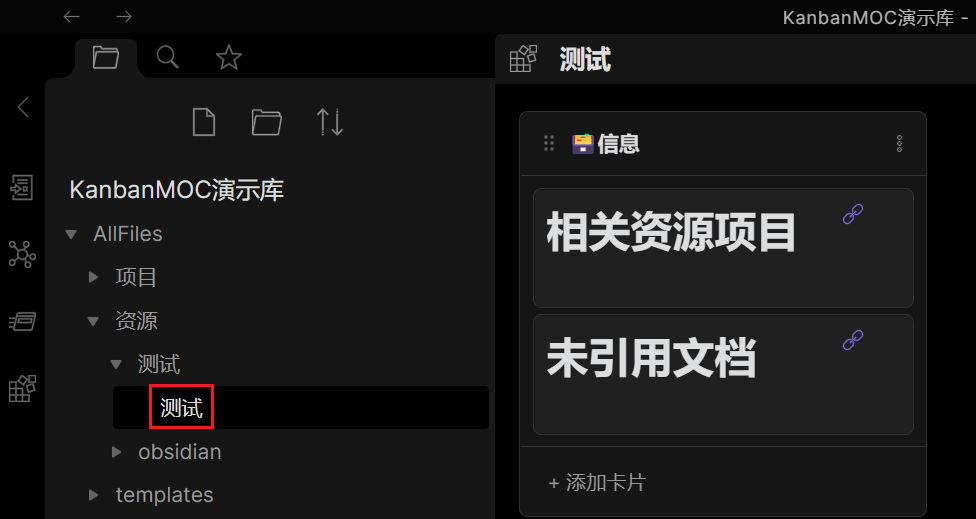 KanbanMOC演示库 -
测试
KanbanMOC演示库
AllFiles
项目
资源
测试
测试
obsidian
templates
信息
相关资源项目
未引用文档
+ 添加卡片